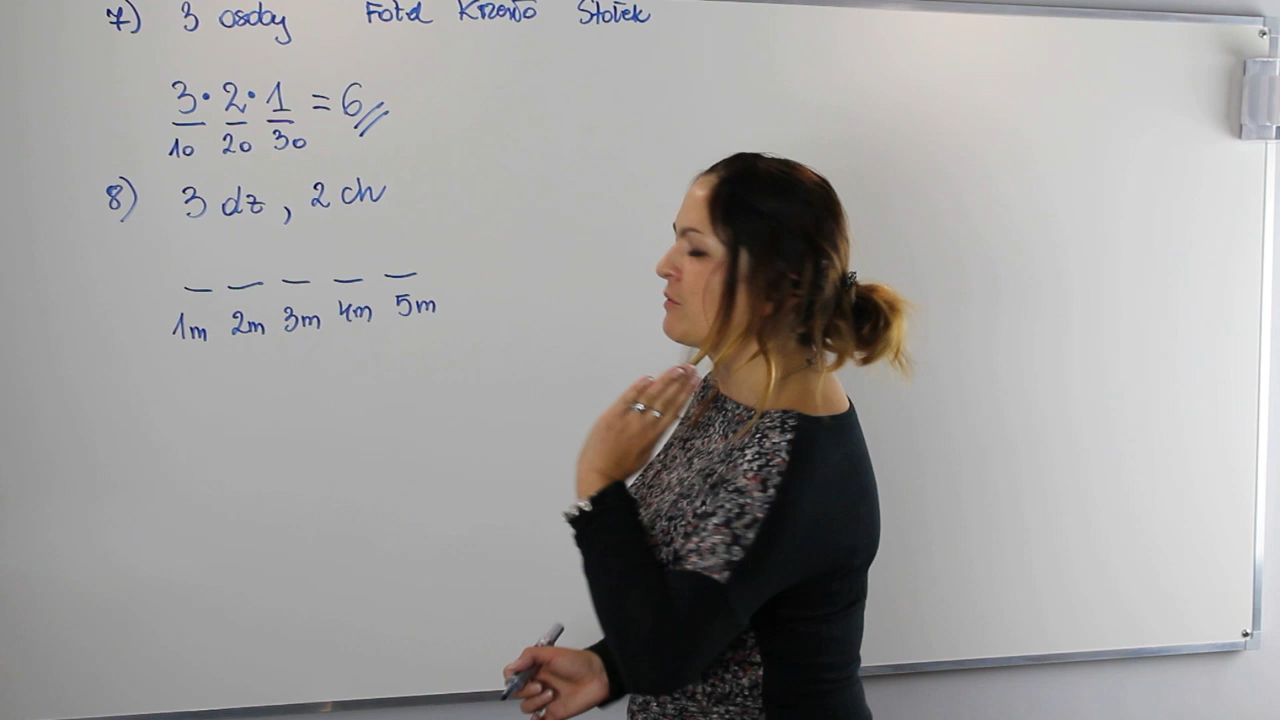 7) 3 osoby Fotel Krzesło Stołek
3 · 2 · 1 = 6
10 20 30
8) 3 dz, 2 ch
_ _ _ _ _
1m 2m 3m 4m 5m